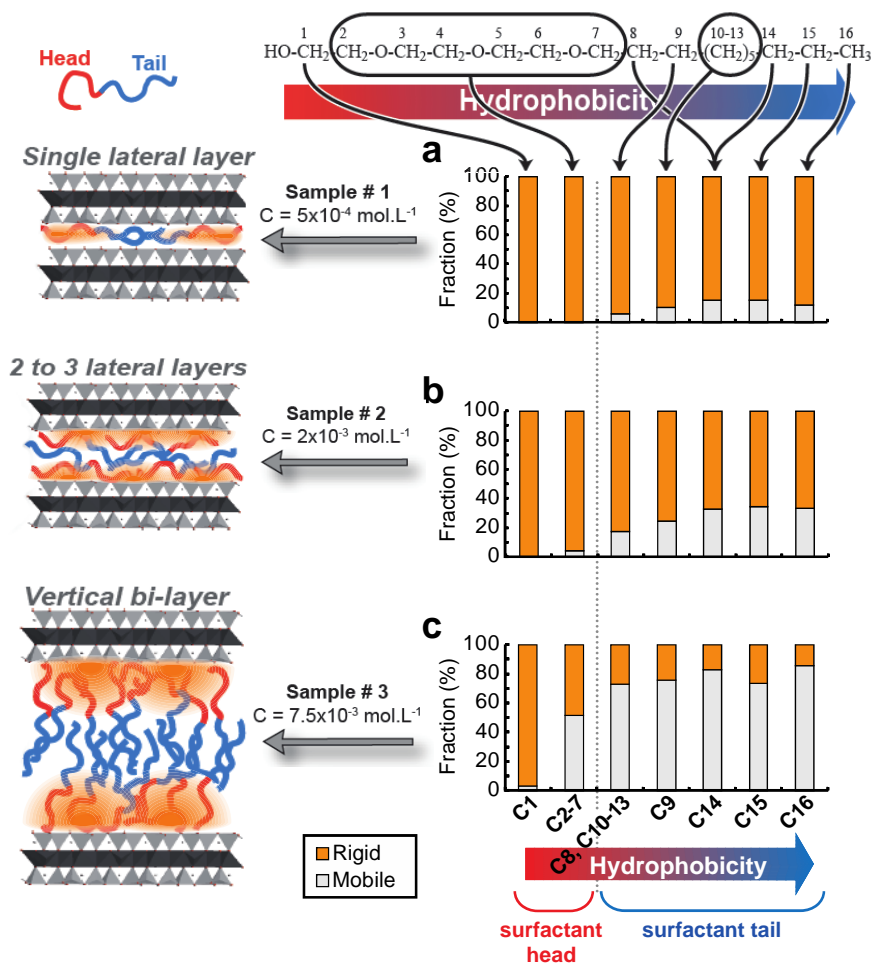 1 2 3 4 5 6 7 8 9 10-13 14 15 16
HO-CH2-CH2-O-CH2-CH2-O-CH2-CH2-O-CH2-CH2-CH2-(CH2)5-CH2-CH2-CH3
Head
Tail
Hydrophobicity
Single lateral layer
Sample # 1
C = 5x10-4 mol.L-1
a
Fraction (%)
100
80
60
40
20
0
2 to 3 lateral layers
Sample # 2
C = 2x10-3 mol.L-1
b
Fraction (%)
100
80
60
40
20
0
Vertical bi-layer
Sample # 3
C = 7.5x10-3 mol.L-1
c
Fraction (%)
100
80
60
40
20
0
C1
C2-7
C8, C10-13
C9
C14
C15
C16
Rigid
Mobile
Hydrophobicity
surfactant
head
surfactant tail